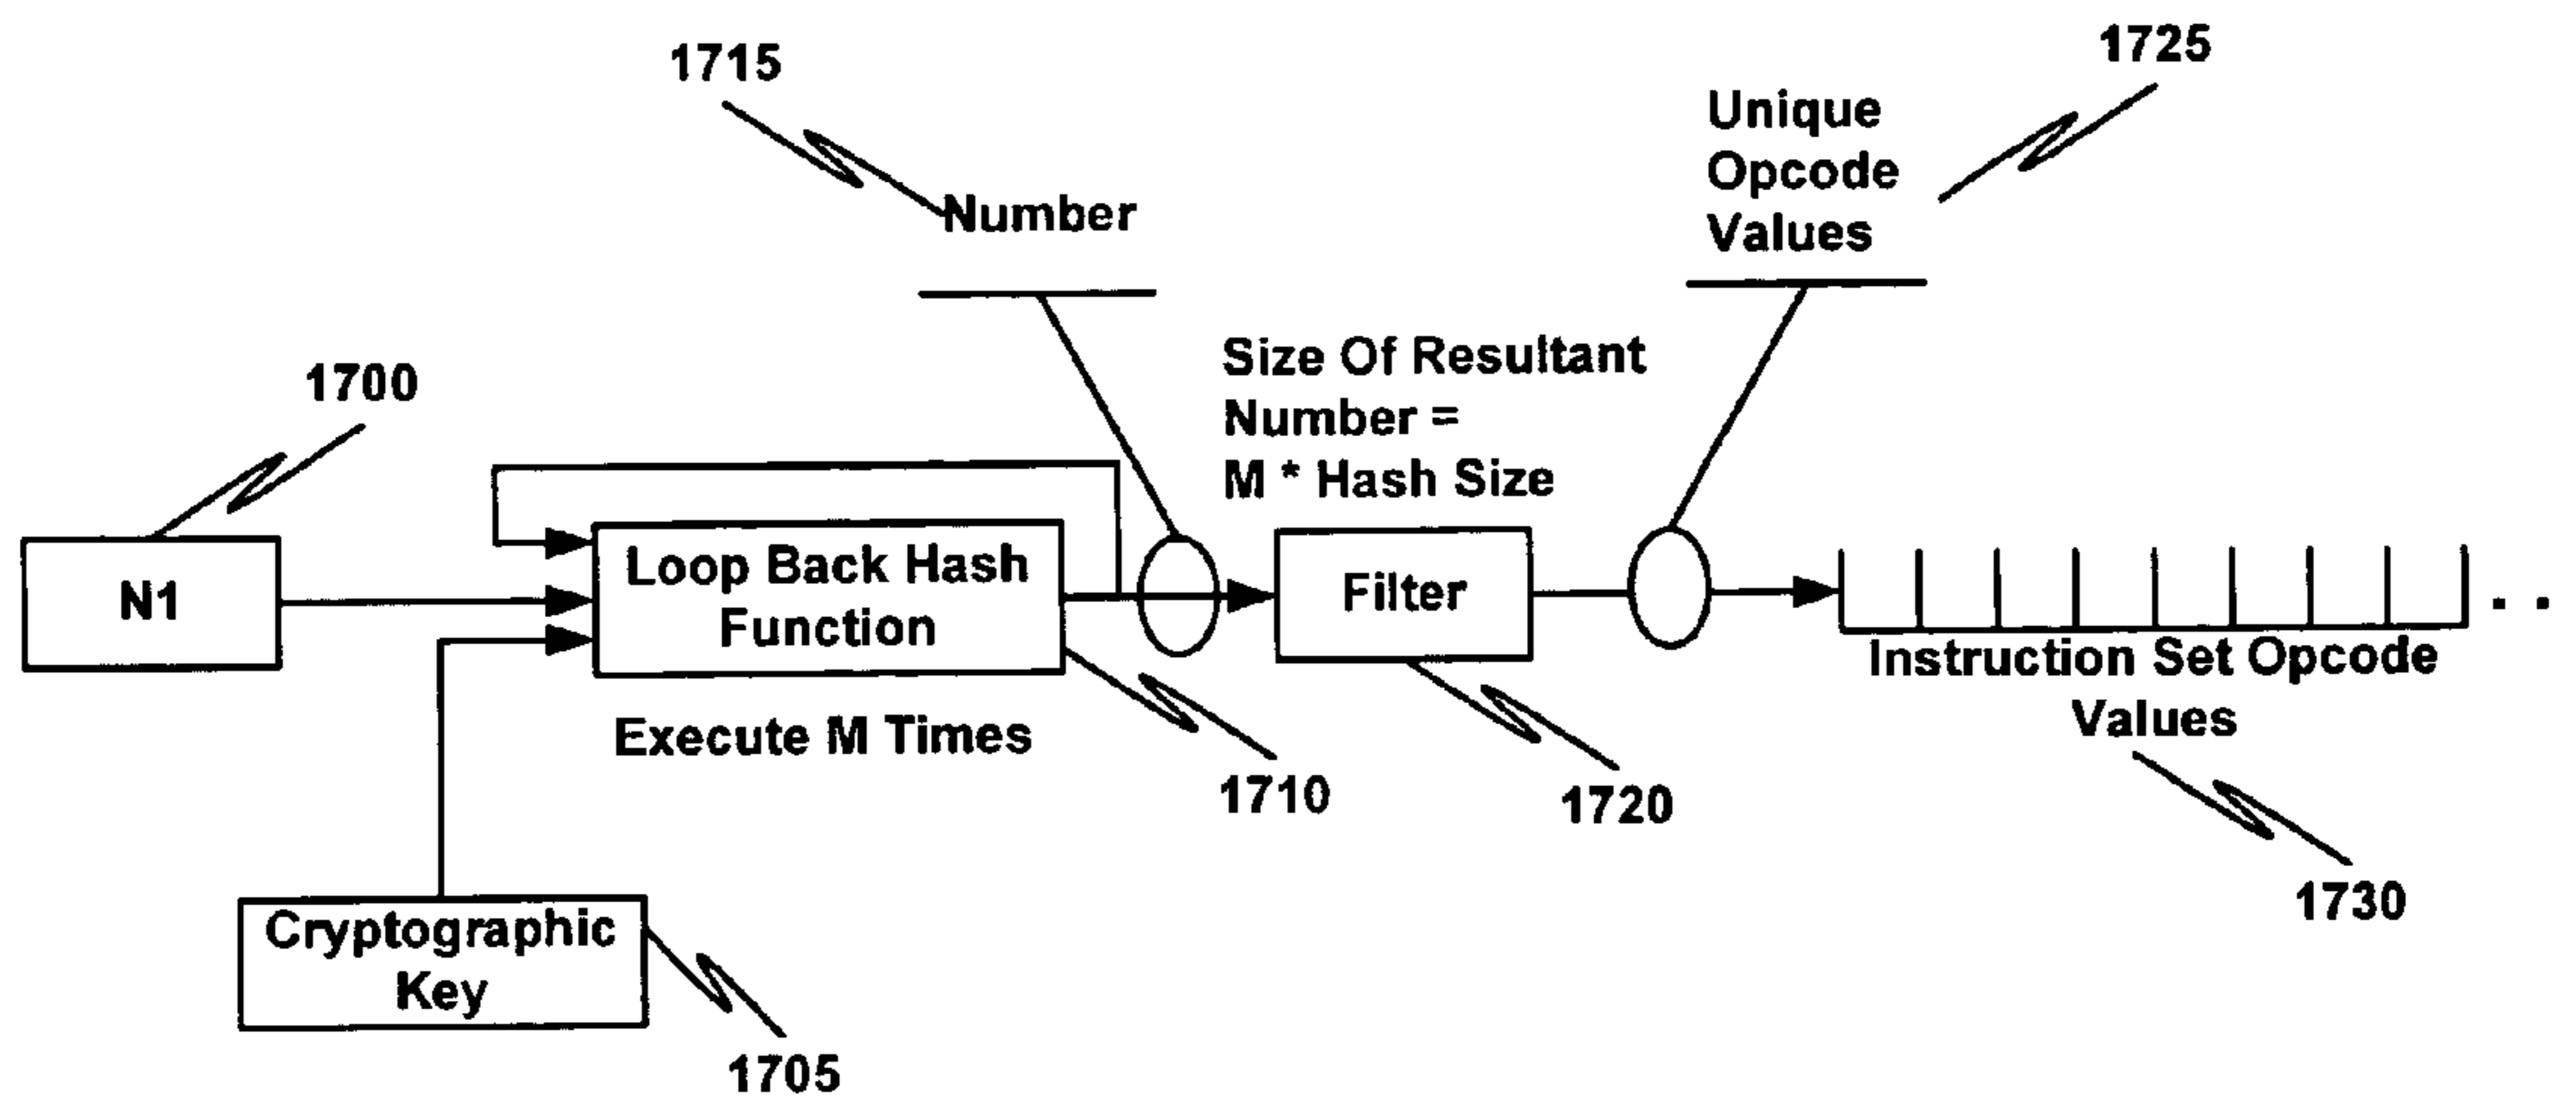 1715
1725
Unique
Opcode
Values
Number
Size Of Resultant
Number =
M * Hash Size
1700
N1
Loop Back Hash
Function
Filter
. .
Instruction Set Opcode
Values
Execute M Times
1710
1720
1730
Cryptographic
Key
1705